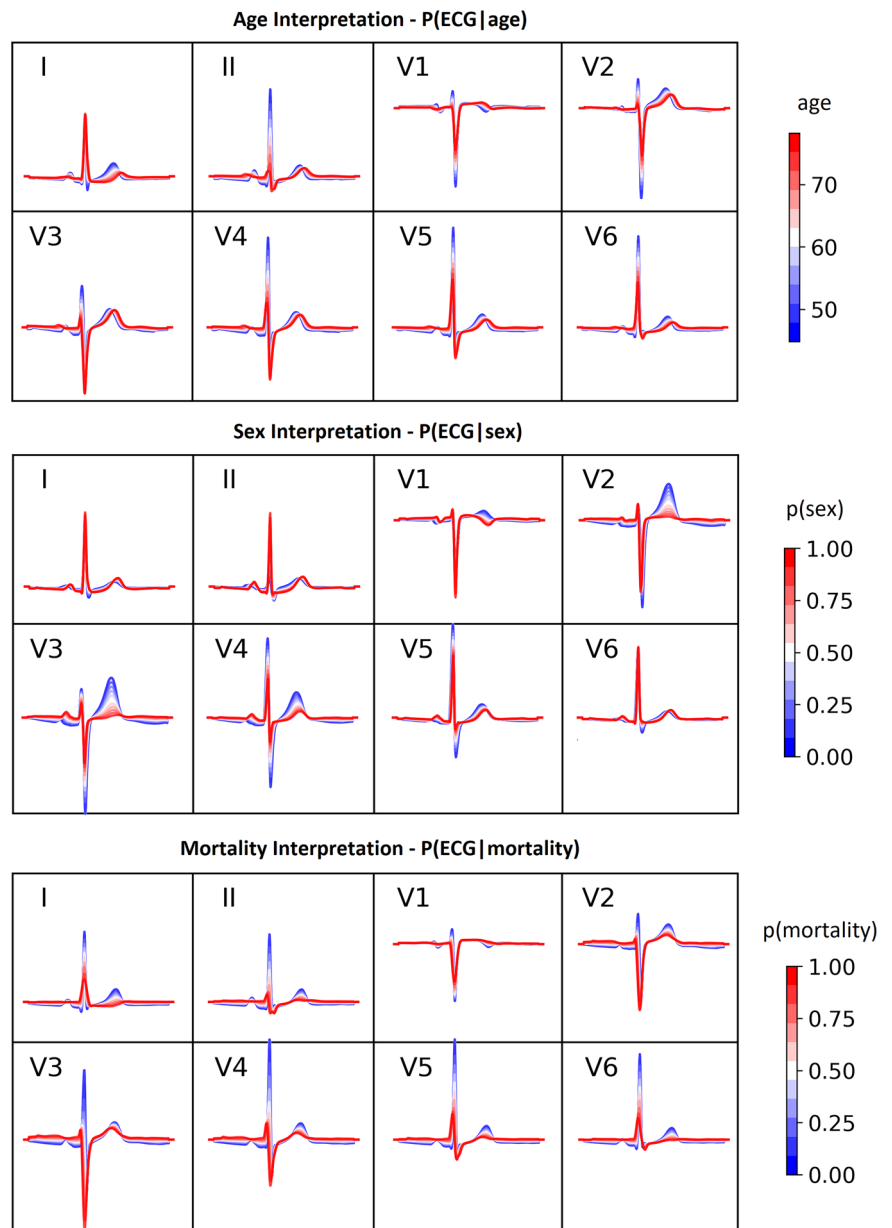 Age Interpretation - P(ECG|age)
I II V1 V2
V3 V4 V5 V6
age
70
60
50
Sex Interpretation - P(ECG|sex)
I II V1 V2
V3 V4 V5 V6
p(sex)
1.00
0.75
0.50
0.25
0.00
Mortality Interpretation - P(ECG|mortality)
I II V1 V2
V3 V4 V5 V6
p(mortality)
1.00
0.75
0.50
0.25
0.00